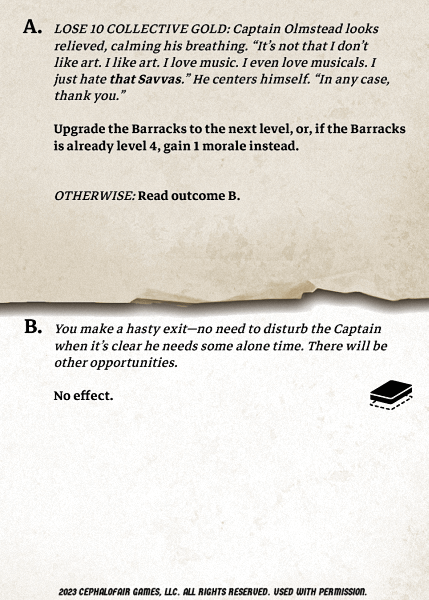 A. LOSE 10 COLLECTIVE GOLD: Captain Olmstead looks
relieved, calming his breathing. “It’s not that I don’t
like art. I like art. I love music. I even love musicals. I
just hate that Savvas.” He centers himself. “In any case,
thank you.”
Upgrade the Barracks to the next level, or, if the Barracks
is already level 4, gain 1 morale instead.
OTHERWISE: Read outcome B.
B. You make a hasty exit—no need to disturb the Captain
when it’s clear he needs some alone time. There will be
other opportunities.
No effect.
2023 CEPHALOFAIR GAMES, LLC. ALL RIGHTS RESERVED. USED WITH PERMISSION.